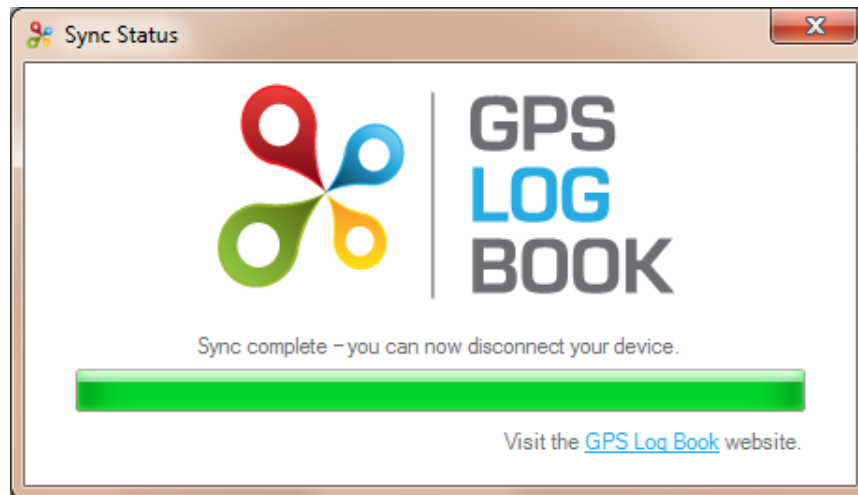 Sync Status
GPS
LOG
BOOK
Sync complete – you can now disconnect your device.
Visit the GPS Log Book website.